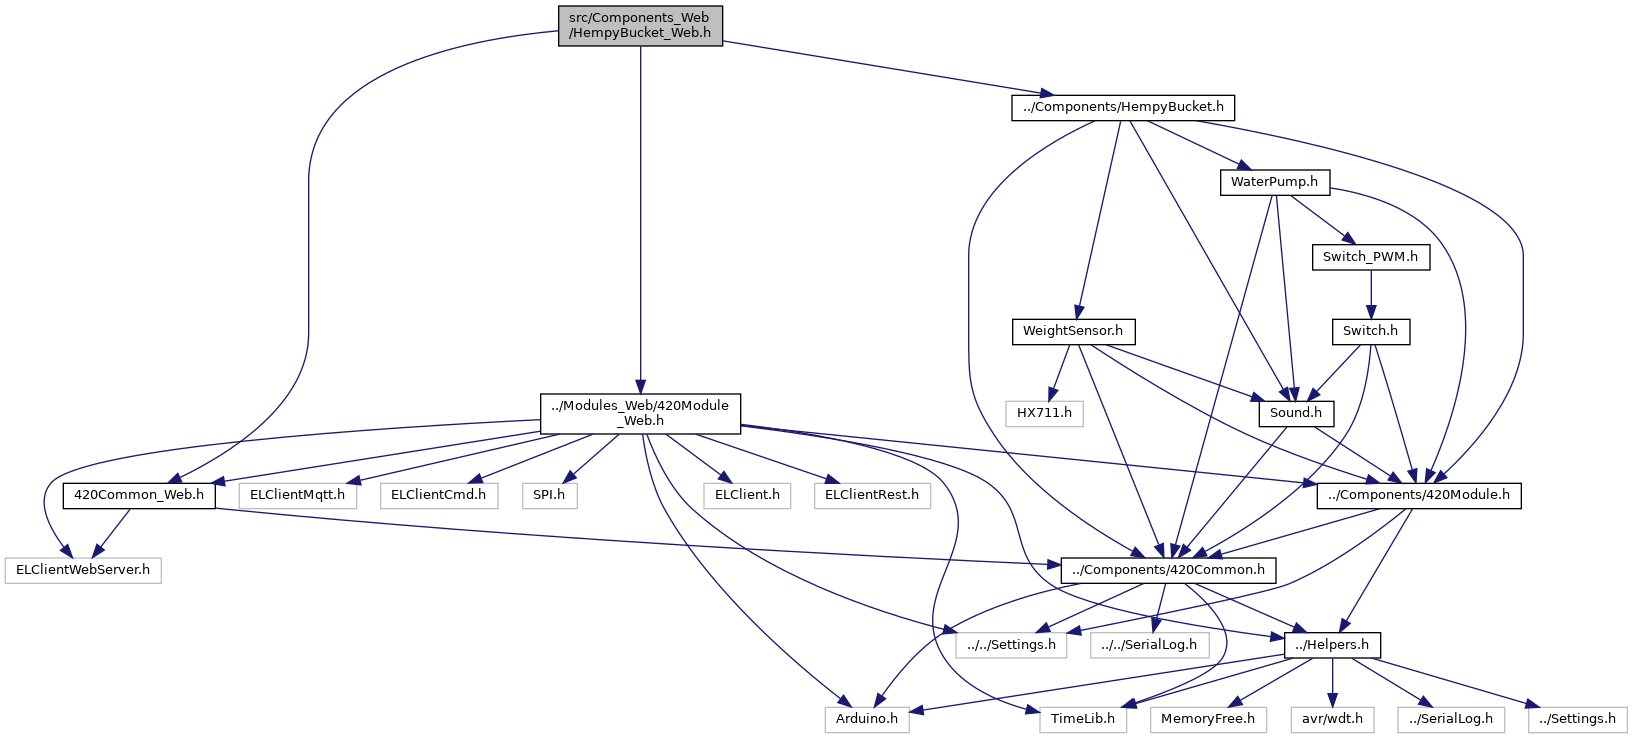 src/Components_Web
/HempyBucket_Web.h
../Components/HempyBucket.h
WaterPump.h
Switch_PWM.h
WeightSensor.h
Switch.h
../Modules_Web/420Module
_Web.h
HX711.h
Sound.h
420Common_Web.h
ELClientMqtt.h
ELClientCmd.h
SPI.h
ELClient.h
ELClientRest.h
../Components/420Module.h
ELClientWebServer.h
../Components/420Common.h
../../Settings.h
../../SerialLog.h
../Helpers.h
Arduino.h
TimeLib.h
MemoryFree.h
avr/wdt.h
../SerialLog.h
../Settings.h